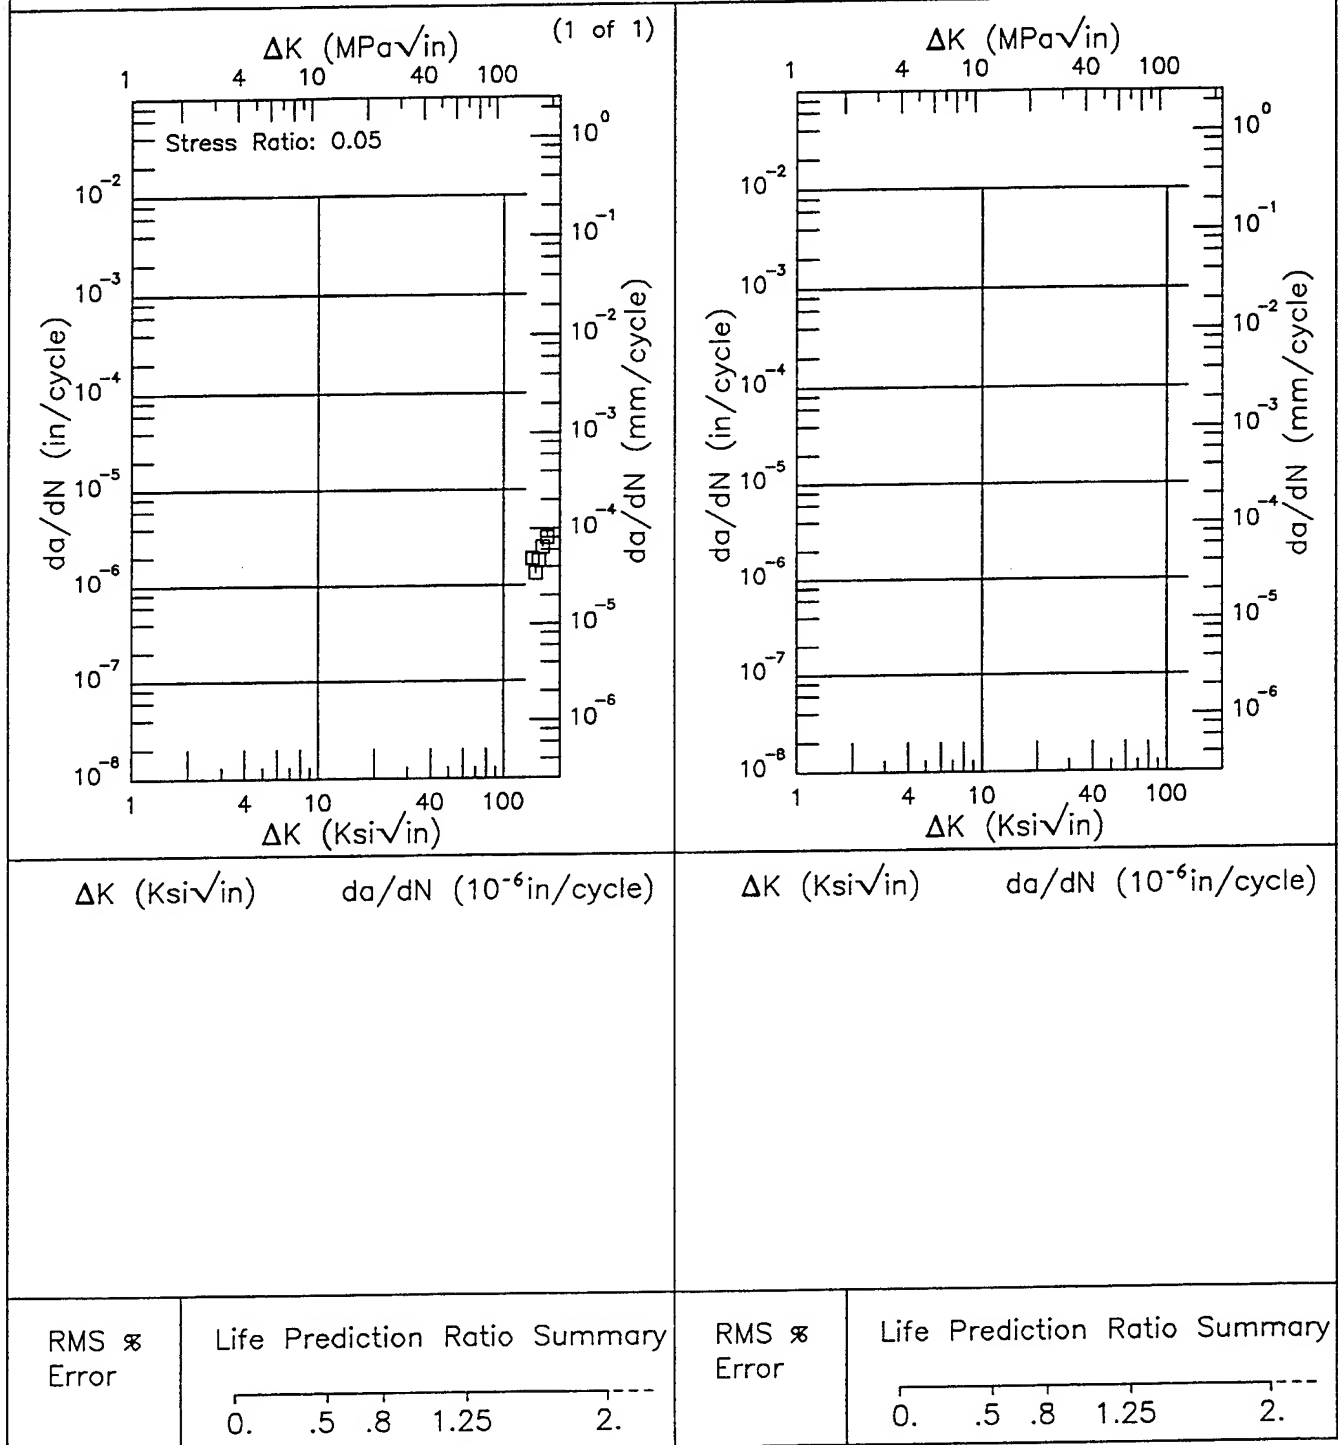 (1 of 1)
ΔK (MPa√in)
1 4 10 40 100
Stress Ratio: 0.05
10⁻²
10⁻³
10⁻⁴
10⁻⁵
10⁻⁶
10⁻⁷
10⁻⁸
da/dN (in/cycle)
10⁰
10⁻¹
10⁻²
10⁻³
10⁻⁴
10⁻⁵
10⁻⁶
da/dN (mm/cycle)
1 4 10 40 100
ΔK (Ksi√in)
ΔK (MPa√in)
1 4 10 40 100
10⁻²
10⁻³
10⁻⁴
10⁻⁵
10⁻⁶
10⁻⁷
10⁻⁸
da/dN (in/cycle)
10⁰
10⁻¹
10⁻²
10⁻³
10⁻⁴
10⁻⁵
10⁻⁶
da/dN (mm/cycle)
1 4 10 40 100
ΔK (Ksi√in)
ΔK (Ksi√in) da/dN (10⁻⁶in/cycle)
ΔK (Ksi√in) da/dN (10⁻⁶in/cycle)
RMS %
Error
Life Prediction Ratio Summary
0. .5 .8 1.25 2.
RMS %
Error
Life Prediction Ratio Summary
0. .5 .8 1.25 2.